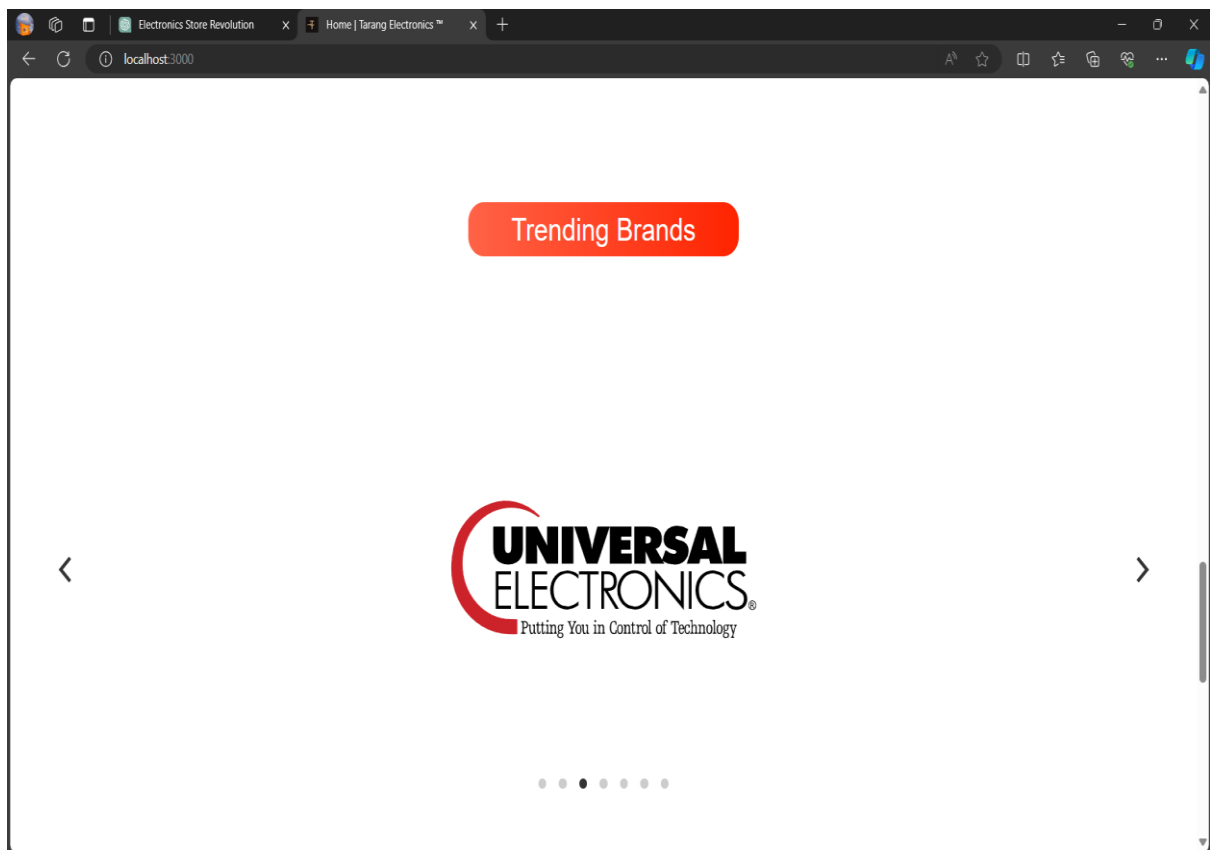 Electronics Store Revolution
Home | Tarang Electronics ™
localhost:3000
Trending Brands
UNIVERSAL
ELECTRONICS®
Putting You in Control of Technology